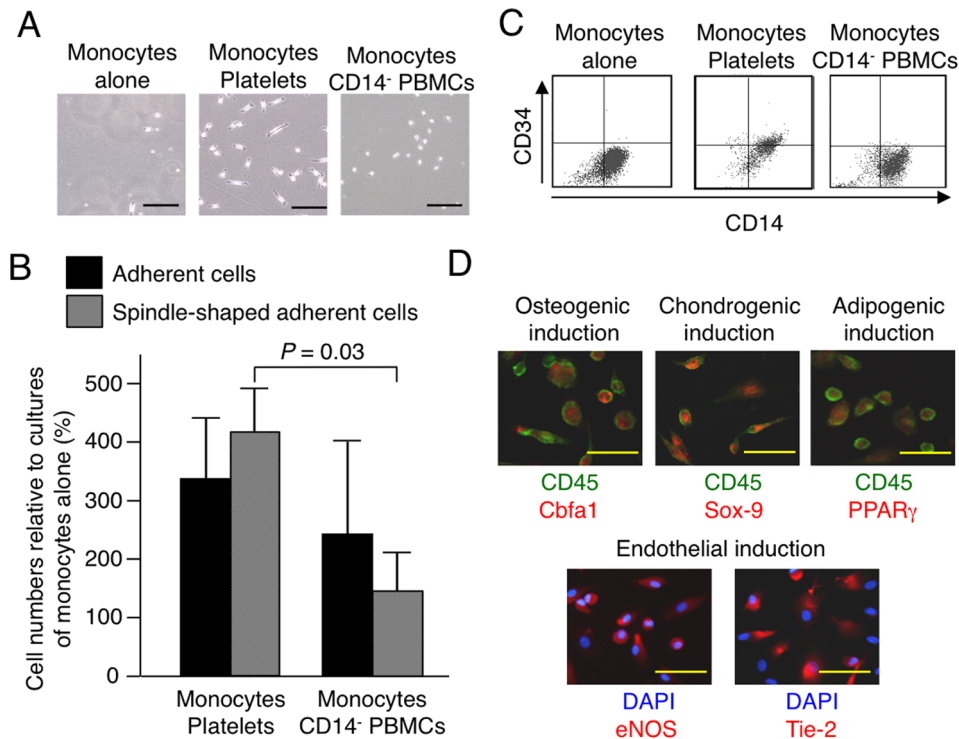 A
Monocytes
alone
Monocytes
Platelets
Monocytes
CD14- PBMCs
B
Adherent cells
Spindle-shaped adherent cells
P = 0.03
Cell numbers relative to cultures
of monocytes alone (%)
500
400
300
200
100
0
Monocytes
Platelets
Monocytes
CD14- PBMCs
C
Monocytes
alone
Monocytes
Platelets
Monocytes
CD14- PBMCs
CD34
CD14
D
Osteogenic
induction
Chondrogenic
induction
Adipogenic
induction
CD45
Cbfa1
CD45
Sox-9
CD45
PPARγ
Endothelial induction
DAPI
eNOS
DAPI
Tie-2